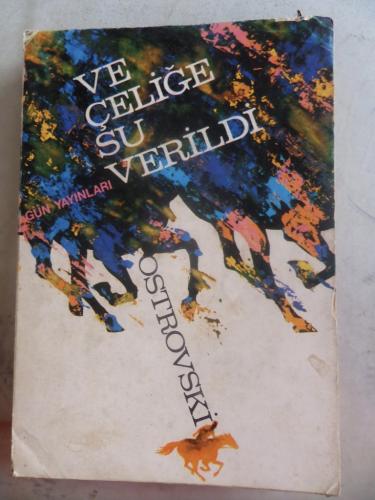 VE
ÇELİĞE
SU
VERİLDİ
GÜN YAYINLARI
OSTROVSKİ